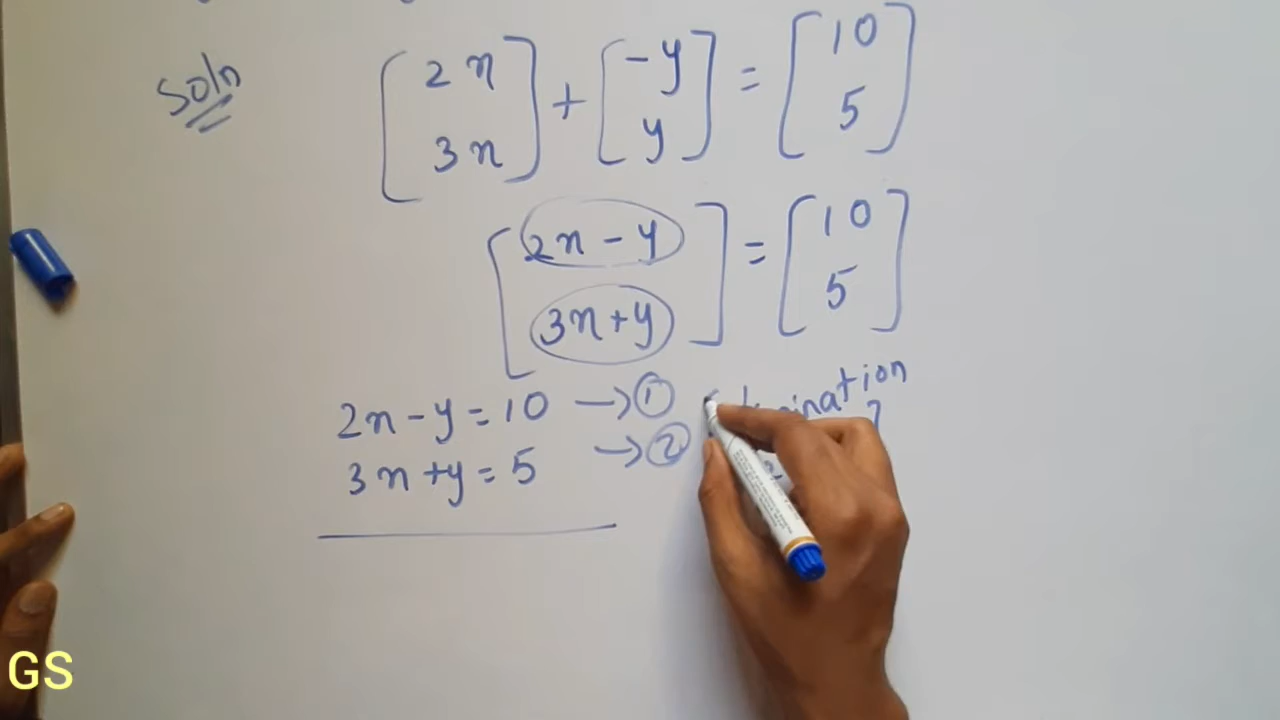 Soln
[2x 3x] + [-y y] = [10 5]
[2x - y 3x + y] = [10 5]
2x - y = 10 → ①
3x + y = 5 → ②
GS